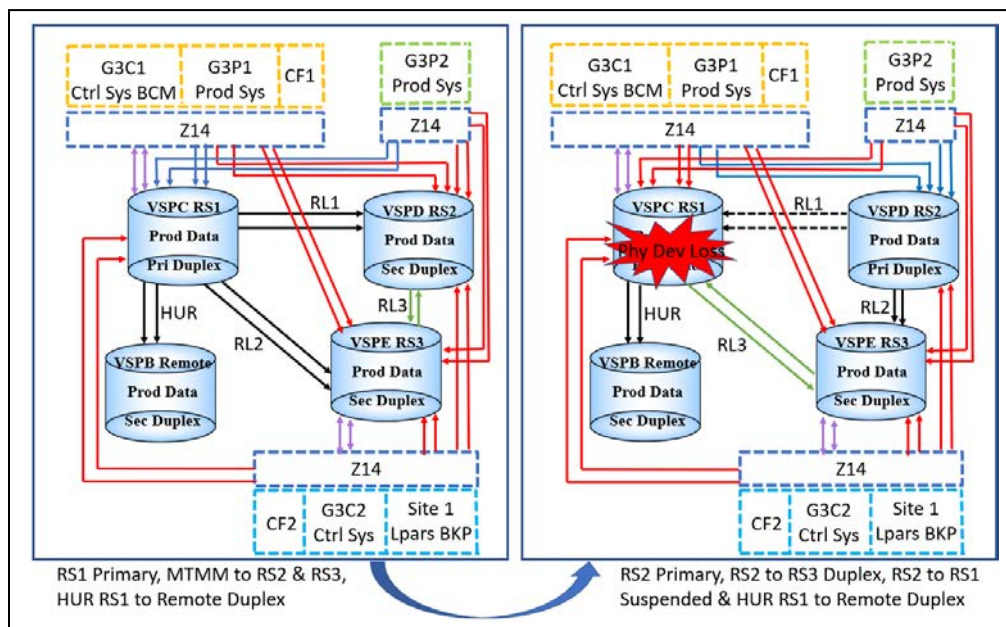 G3C1
Ctrl Sys BCM
G3P1
Prod Sys
CF1
G3P2
Prod Sys
Z14
Z14
VSPC RS1
Prod Data
Pri Duplex
RL1
VSPD RS2
Prod Data
Sec Duplex
HUR
RL2
RL3
VSPB Remote
Prod Data
Sec Duplex
VSPE RS3
Prod Data
Sec Duplex
Z14
CF2
G3C2
Ctrl Sys
Site 1
Lpars BKP
RS1 Primary, MTMM to RS2 & RS3,
HUR RS1 to Remote Duplex
G3C1
Ctrl Sys BCM
G3P1
Prod Sys
CF1
G3P2
Prod Sys
Z14
Z14
VSPC RS1
Phy Dev Loss
RL1
VSPD RS2
Prod Data
Pri Duplex
HUR
RL3
RL2
VSPB Remote
Prod Data
Sec Duplex
VSPE RS3
Prod Data
Sec Duplex
Z14
CF2
G3C2
Ctrl Sys
Site 1
Lpars BKP
RS2 Primary, RS2 to RS3 Duplex, RS2 to RS1
Suspended & HUR RS1 to Remote Duplex